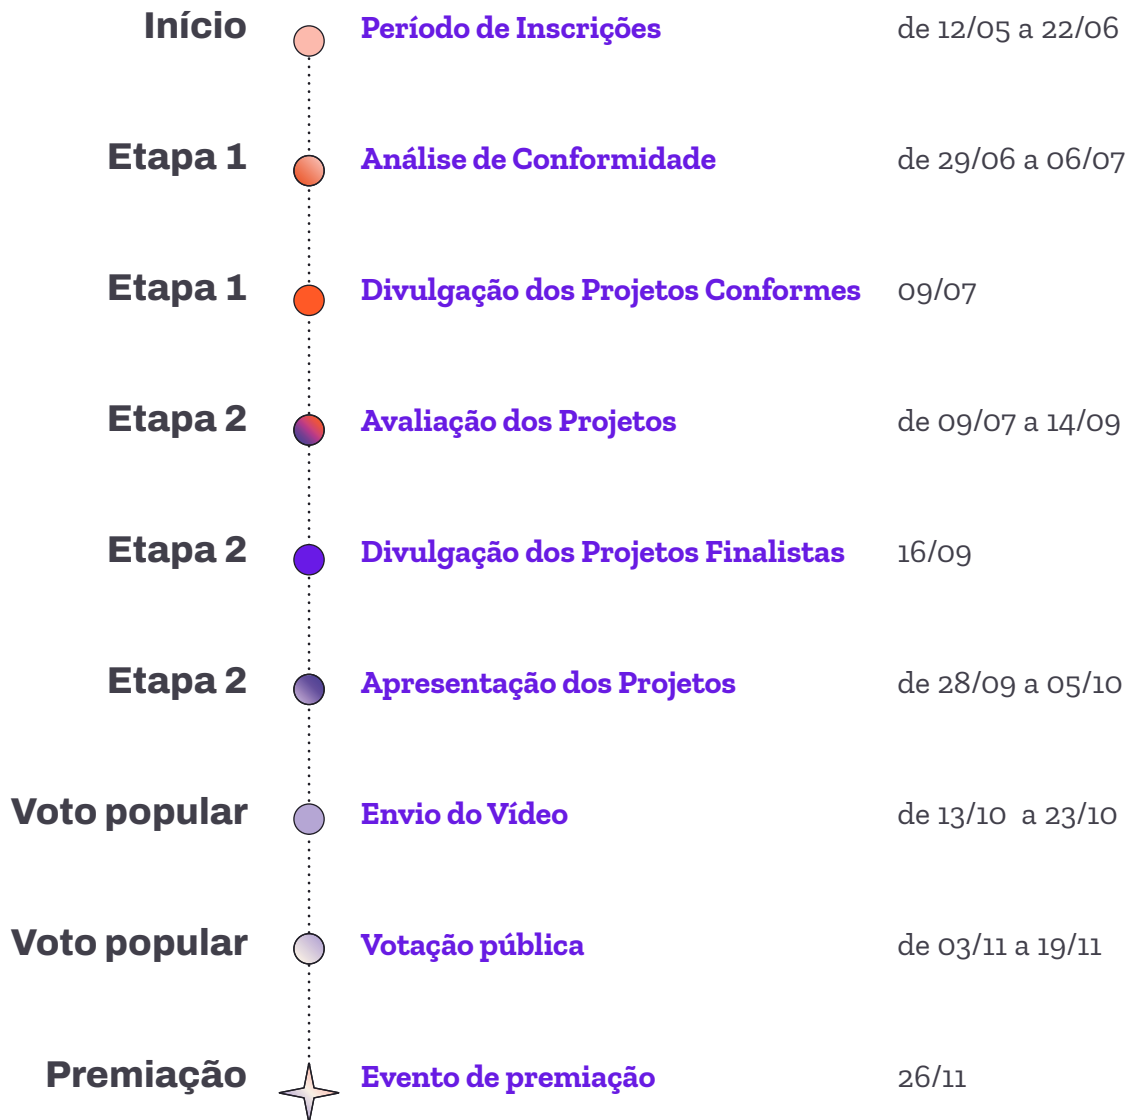 Início Período de Inscrições de 12/05 a 22/06
Etapa 1 Análise de Conformidade de 29/06 a 06/07
Etapa 1 Divulgação dos Projetos Conformes 09/07
Etapa 2 Avaliação dos Projetos de 09/07 a 14/09
Etapa 2 Divulgação dos Projetos Finalistas 16/09
Etapa 2 Apresentação dos Projetos de 28/09 a 05/10
Voto popular Envio do Vídeo de 13/10 a 23/10
Voto popular Votação pública de 03/11 a 19/11
Premiação Evento de premiação 26/11